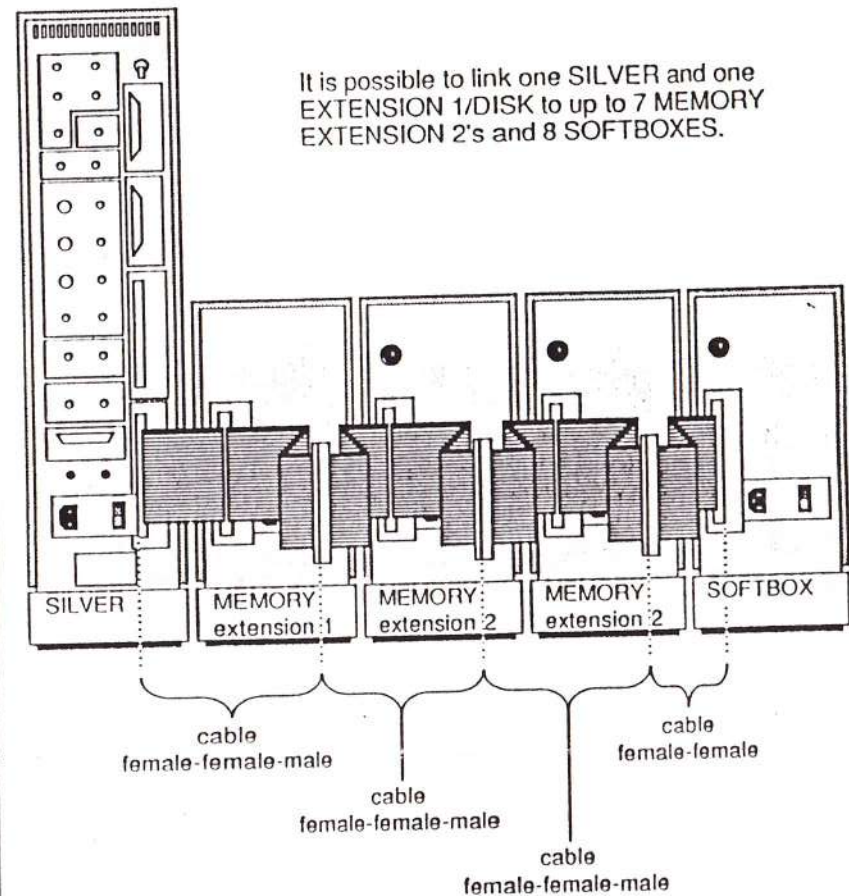 It is possible to link one SILVER and one
EXTENSION 1/DISK to up to 7 MEMORY
EXTENSION 2's and 8 SOFTBOXES.
SILVER
MEMORY
extension 1
MEMORY
extension 2
MEMORY
extension 2
SOFTBOX
cable
female-female-male
cable
female-female-male
cable
female-female-male
cable
female-female